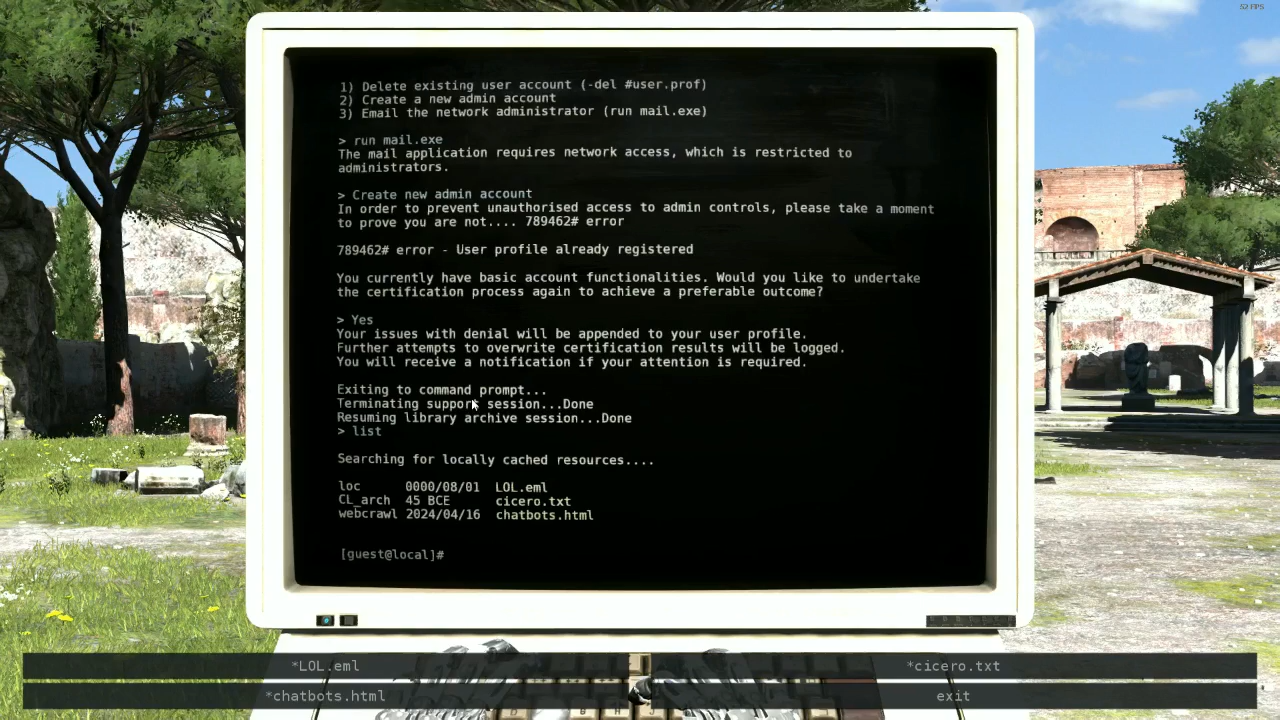 52 FPS
1) Delete existing user account (-del #user.prof)
2) Create a new admin account
3) Email the network administrator (run mail.exe)
> run mail.exe
The mail application requires network access, which is restricted to
administrators.
> Create new admin account
In order to prevent unauthorised access to admin controls, please take a moment
to prove you are not.... 789462# error
789462# error - User profile already registered
You currently have basic account functionalities. Would you like to undertake
the certification process again to achieve a preferable outcome?
> Yes
Your issues with denial will be appended to your user profile.
Further attempts to overwrite certification results will be logged.
You will receive a notification if your attention is required.
Exiting to command prompt...
Terminating support session...Done
Resuming library archive session...Done
> list
Searching for locally cached resources....
loc 0000/08/01 LOL.eml
CL_arch 45 BCE cicero.txt
webcrawl 2024/04/16 chatbots.html
[guest@local]#
*LOL.eml *cicero.txt
*chatbots.html exit